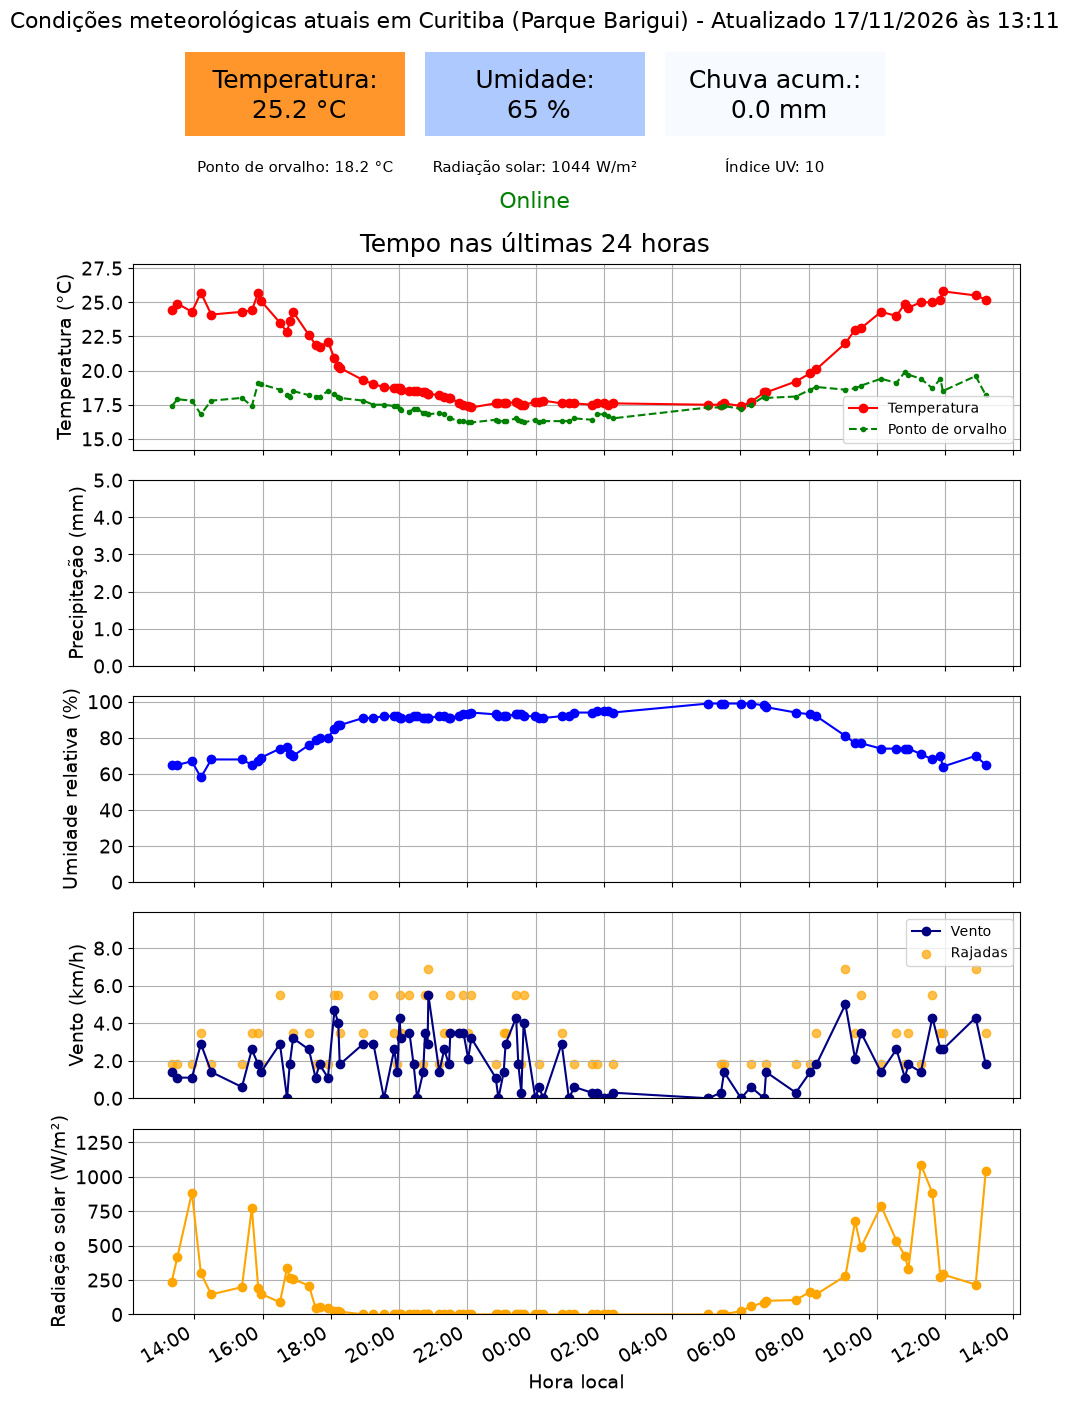 Condições meteorológicas atuais em Curitiba (Parque Barigui) - Atualizado 17/11/2026 às 13:11
Temperatura:
25.2 °C
Umidade:
65 %
Chuva acum.:
0.0 mm
Ponto de orvalho: 18.2 °C
Radiação solar: 1044 W/m²
Índice UV: 10
Online
Tempo nas últimas 24 horas
Temperatura (°C)
27.5
25.0
22.5
20.0
17.5
15.0
Temperatura
Ponto de orvalho
Precipitação (mm)
5.0
4.0
3.0
2.0
1.0
0.0
Umidade relativa (%)
100
80
60
40
20
0
Vento (km/h)
8.0
6.0
4.0
2.0
0.0
Vento
Rajadas
Radiação solar (W/m²)
1250
1000
750
500
250
0
14:00
16:00
18:00
20:00
22:00
00:00
02:00
04:00
06:00
08:00
10:00
12:00
14:00
Hora local